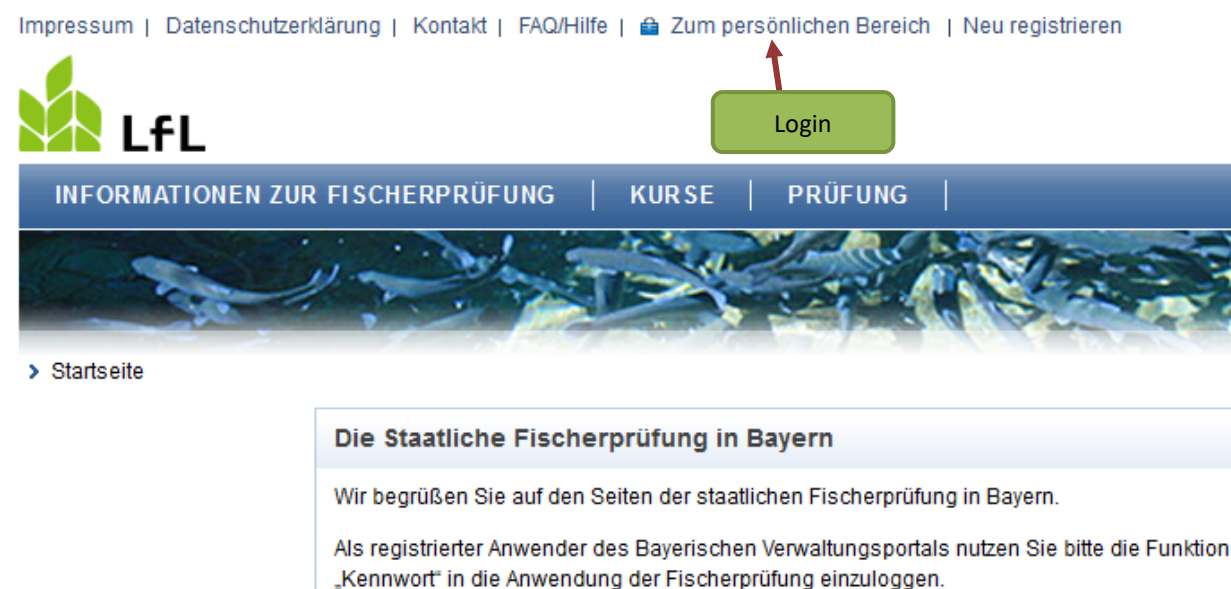 Impressum | Datenschutzerklärung | Kontakt | FAQ/Hilfe | Zum persönlichen Bereich | Neu registrieren
Login
LfL
INFORMATIONEN ZUR FISCHERPRÜFUNG | KURSE | PRÜFUNG |
Startseite
Die Staatliche Fischerprüfung in Bayern
Wir begrüßen Sie auf den Seiten der staatlichen Fischerprüfung in Bayern.
Als registrierter Anwender des Bayerischen Verwaltungsportals nutzen Sie bitte die Funktion
„Kennwort“ in die Anwendung der Fischerprüfung einzuloggen.